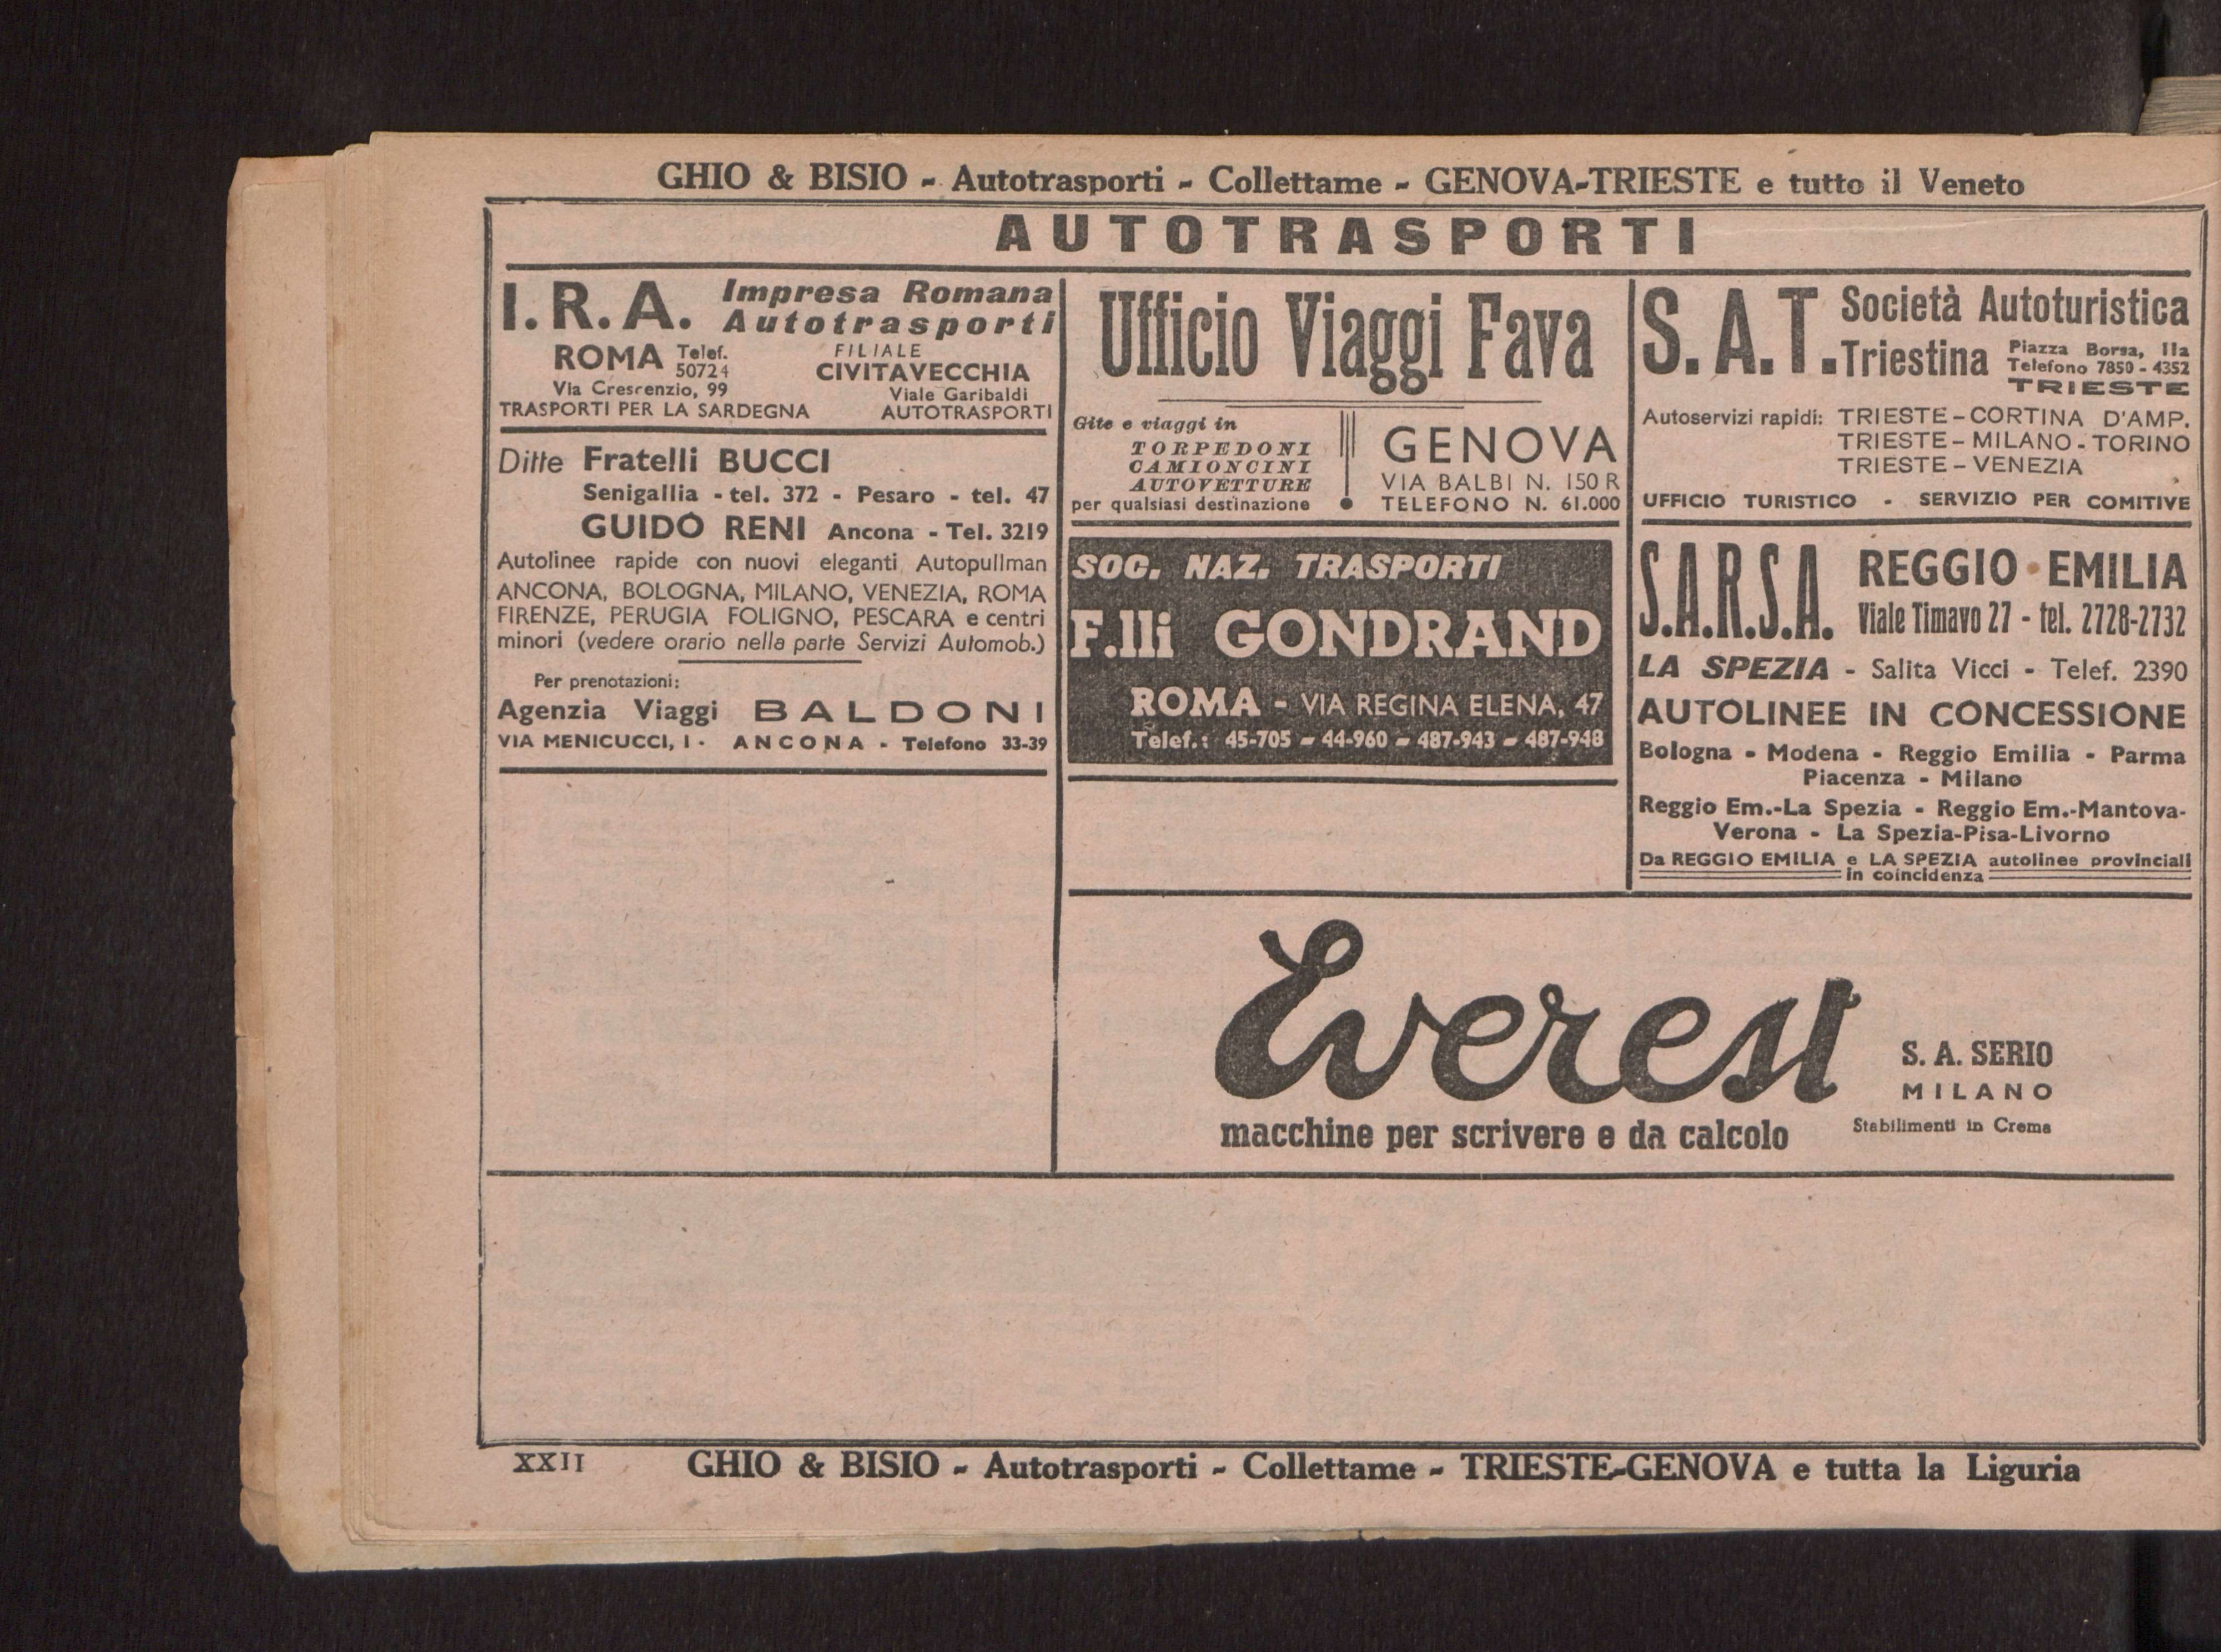 GHIO & BISIO - Autotrasporti - Collettame - GENOVA-TRIESTE e tutto il Veneto
AUTOTRASPORTI
I. R. A. Impresa Romana
Autotrasporti
ROMA Telef. 50724
Via Crescenzio, 99
FILIALE
CIVITAVECCHIA
Viale Garibaldi
TRASPORTI PER LA SARDEGNA AUTOTRASPORTI
Ditte Fratelli BUCCI
Senigallia - tel. 372 - Pesaro - tel. 47
GUIDO RENI Ancona - Tel. 3219
Autolinee rapide con nuovi eleganti Autopullman
ANCONA, BOLOGNA, MILANO, VENEZIA, ROMA
FIRENZE, PERUGIA FOLIGNO, PESCARA e centri
minori (vedere orario nella parte Servizi Automob.)
Per prenotazioni:
Agenzia Viaggi BALDONI
VIA MENICUCCI, 1 - ANCONA - Telefono 33-39
Ufficio Viaggi Fava
Gite e viaggi in
TORPEDONI
CAMIONCINI
AUTOVETTURE
per qualsiasi destinazione
GENOVA
VIA BALBI N. 150 R
TELEFONO N. 61.000
SOC. NAZ. TRASPORTI
F.lli GONDRAND
ROMA - VIA REGINA ELENA, 47
Telef.: 45-705 - 44-960 - 487-943 - 487-948
S. A. T. Società Autoturistica
Triestina Piazza Borsa, 11a
Telefono 7850 - 4352
TRIESTE
Autoservizi rapidi: TRIESTE - CORTINA D'AMP.
TRIESTE - MILANO - TORINO
TRIESTE - VENEZIA
UFFICIO TURISTICO - SERVIZIO PER COMITIVE
S.A.R.S.A. REGGIO EMILIA
Viale Timavo 27 - tel. 2728-2732
LA SPEZIA - Salita Vicci - Telef. 2390
AUTOLINEE IN CONCESSIONE
Bologna - Modena - Reggio Emilia - Parma
Piacenza - Milano
Reggio Em.-La Spezia - Reggio Em.-Mantova-
Verona - La Spezia-Pisa-Livorno
Da REGGIO EMILIA e LA SPEZIA autolinee provinciali
in coincidenza
Everest
macchine per scrivere e da calcolo
S. A. SERIO
MILANO
Stabilimenti in Crema
XXII GHIO & BISIO - Autotrasporti - Collettame - TRIESTE-GENOVA e tutta la Liguria